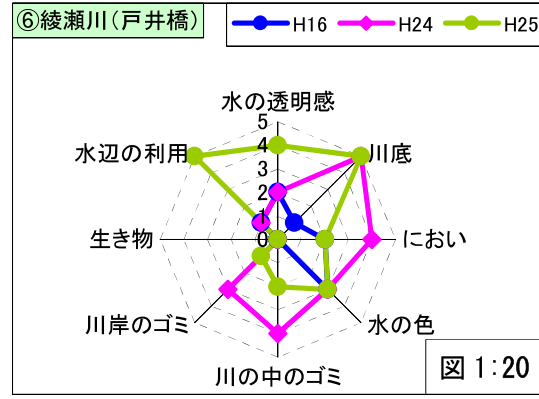 ⑥綾瀬川(戸井橋)
H16 H24 H25
水の透明感
川底
におい
水の色
川の中のゴミ
川岸のゴミ
生き物
水辺の利用
5
4
3
2
1
0
図 1:20